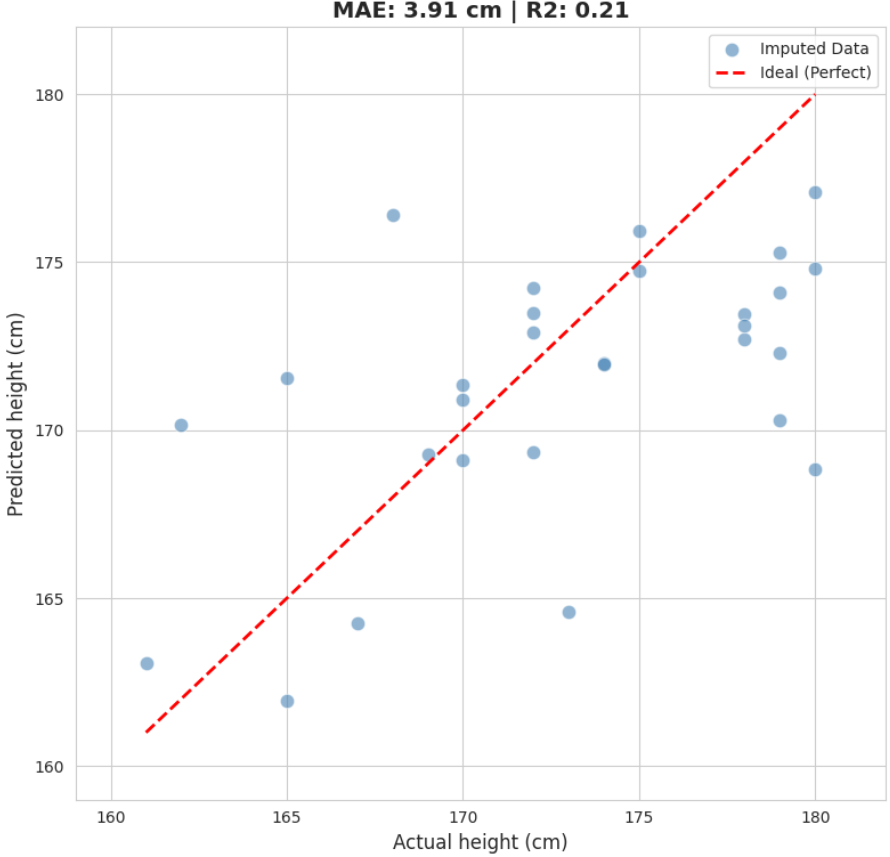 MAE: 3.91 cm | R2: 0.21
Imputed Data
Ideal (Perfect)
180
175
170
165
160
Predicted height (cm)
160 165 170 175 180
Actual height (cm)